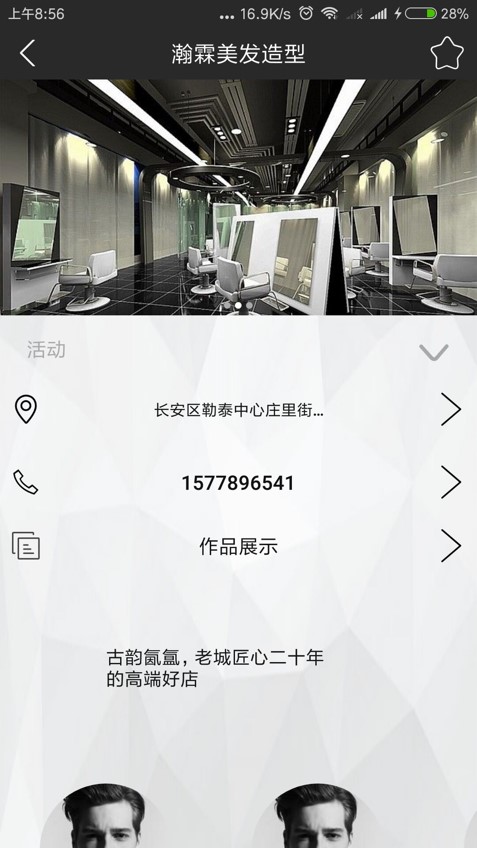 上午8:56
...16.9K/s
28%
瀚霖美发造型
活动
长安区勒泰中心庄里街...
1577896541
作品展示
古韵氤氲，老城匠心二十年
的高端好店